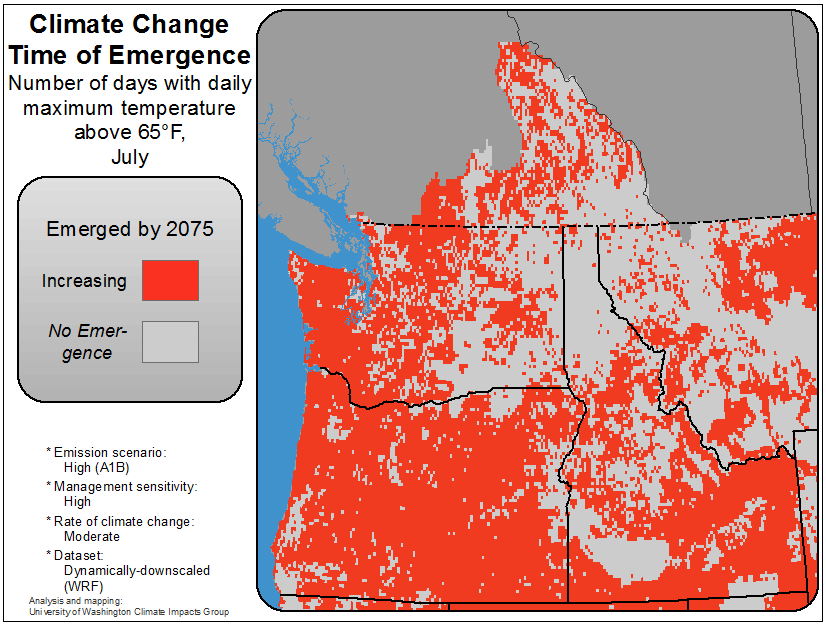 Climate Change
Time of Emergence
Number of days with daily
maximum temperature
above 65°F,
July
Emerged by 2075
Increasing
No Emer-
gence
* Emission scenario:
High (A1B)
* Management sensitivity:
High
* Rate of climate change:
Moderate
* Dataset:
Dynamically-downscaled
(WRF)
Analysis and mapping:
University of Washington Climate Impacts Group